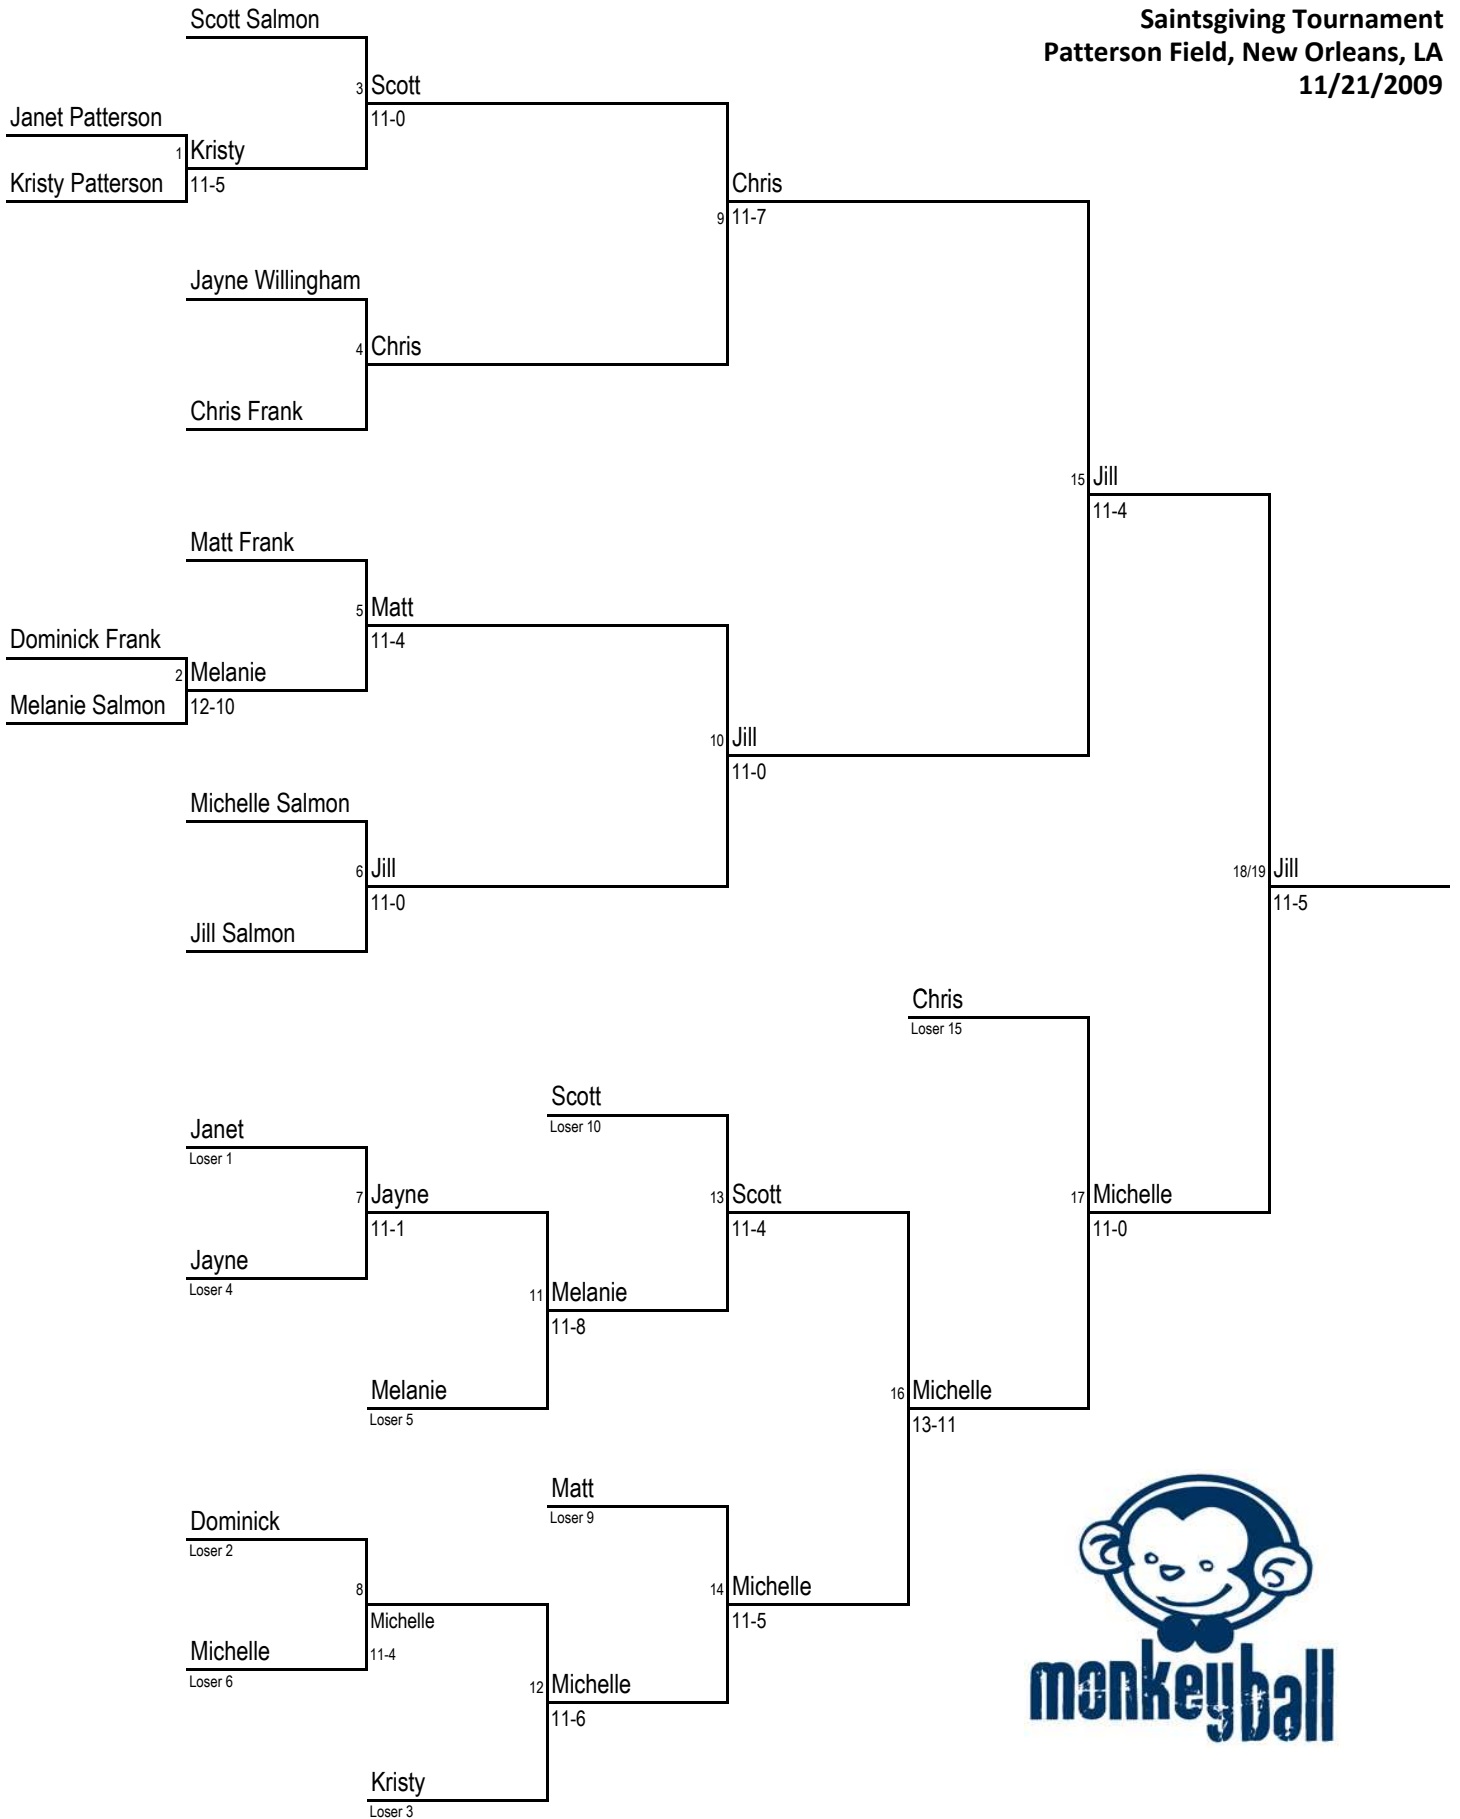 Saintsgiving Tournament
Patterson Field, New Orleans, LA
11/21/2009
Scott Salmon
3 Scott
11-0
Janet Patterson
1 Kristy
Kristy Patterson
11-5
Chris
9 11-7
Jayne Willingham
4 Chris
Chris Frank
15 Jill
11-4
Matt Frank
5 Matt
11-4
Dominick Frank
2 Melanie
Melanie Salmon
12-10
10 Jill
11-0
Michelle Salmon
6 Jill
11-0
Jill Salmon
18/19 Jill
11-5
Chris
Loser 15
Scott
Loser 10
Janet
Loser 1
7 Jayne
11-1
13 Scott
11-4
17 Michelle
11-0
Jayne
Loser 4
11 Melanie
11-8
Melanie
Loser 5
16 Michelle
13-11
Matt
Loser 9
Dominick
Loser 2
8
Michelle
11-4
14 Michelle
11-5
Michelle
Loser 6
12 Michelle
11-6
Kristy
Loser 3
monkeyball